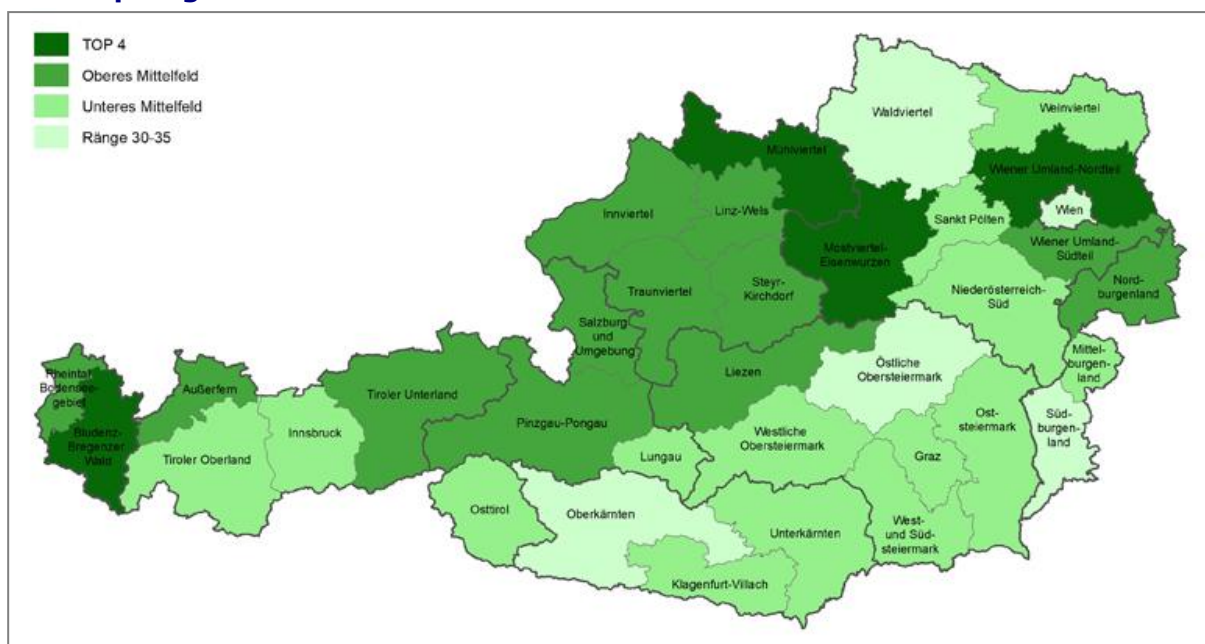 TOP 4
Oberes Mittelfeld
Unteres Mittelfeld
Ränge 30-35
Waldviertel
Weinviertel
Mühlviertel
Wiener Umland-Nordteil
Wien
Innviertel
Linz-Wels
Sankt Pölten
Mostviertel-
Eisenwurzen
Wiener Umland-
Südteil
Nord-
burgenland
Traunviertel
Steyr-
Kirchdorf
Niederösterreich-
Süd
Salzburg
und
Umgebung
Mittel-
burgen-
land
Rheintal-
Bodensee-
gebiet
Außerfern
Tiroler Unterland
Liezen
Östliche
Obersteiermark
Bludenz-
Bregenzer
Wald
Innsbruck
Pinzgau-Pongau
Ost-
steiermark
Süd-
burgen-
land
Tiroler Oberland
Lungau
Westliche
Obersteiermark
Graz
Osttirol
Oberkärnten
Unterkärnten
West-
und Süd-
steiermark
Klagenfurt-Villach